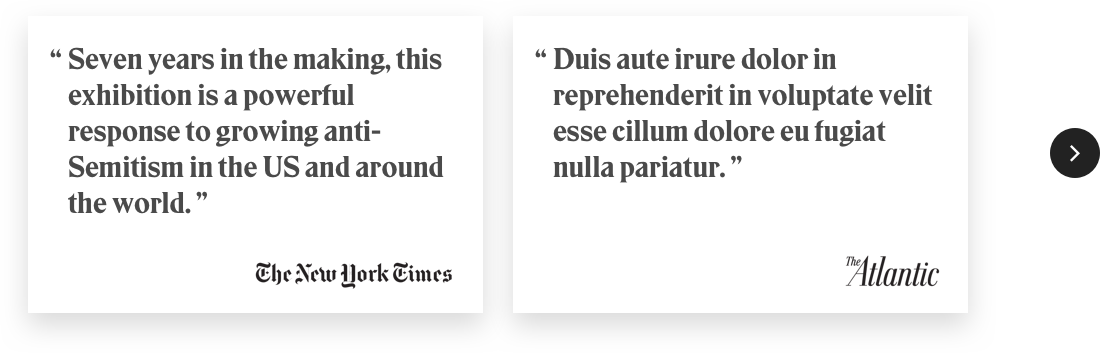 “ Seven years in the making, this
exhibition is a powerful
response to growing anti-
Semitism in the US and around
the world. ”
The New York Times
“ Duis aute irure dolor in
reprehenderit in voluptate velit
esse cillum dolore eu fugiat
nulla pariatur. ”
The Atlantic